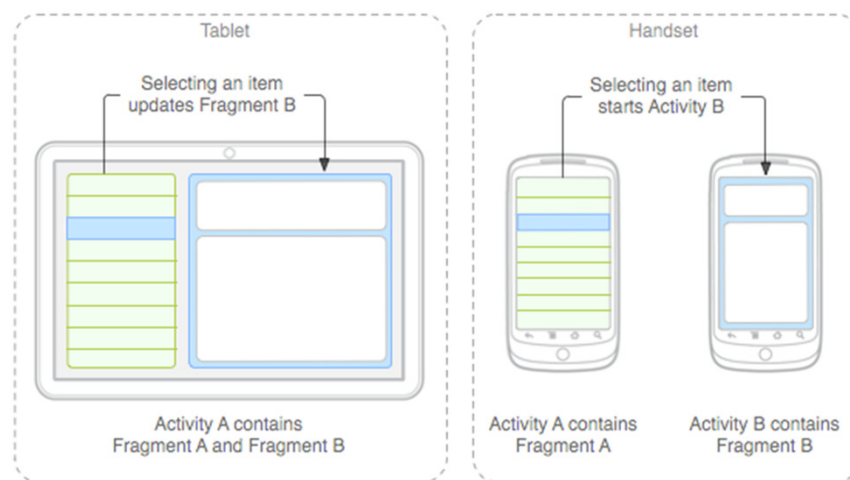 Tablet
Selecting an item
updates Fragment B
Activity A contains
Fragment A and Fragment B
Handset
Selecting an item
starts Activity B
Activity A contains
Fragment A
Activity B contains
Fragment B